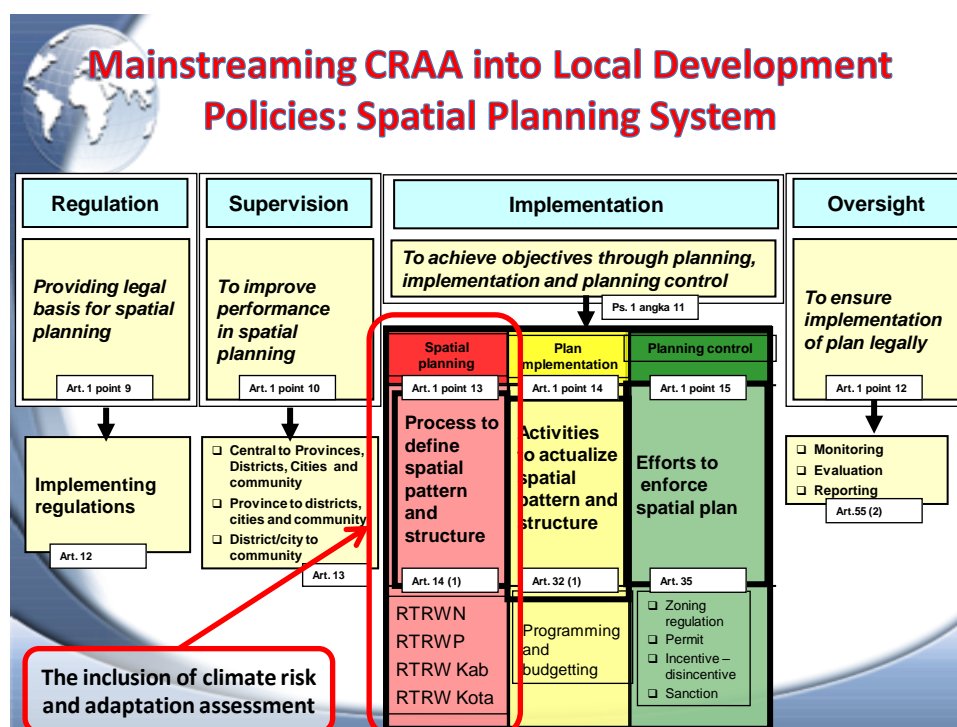 Mainstreaming CRAA into Local Development
Policies: Spatial Planning System
Regulation
Providing legal
basis for spatial
planning
Art. 1 point 9
Implementing
regulations
Art. 12
Supervision
To improve
performance
in spatial
planning
Art. 1 point 10
❑ Central to Provinces,
Districts, Cities and
community
❑ Province to districts,
cities and community
❑ District/city to
community
Art. 13
Implementation
To achieve objectives through planning,
implementation and planning control
Ps. 1 angka 11
Spatial
planning
Art. 1 point 13
Process to
define
spatial
pattern
and
structure
Art. 14 (1)
RTRWN
RTRWP
RTRW Kab
RTRW Kota
Plan
implementation
Art. 1 point 14
Activities
to actualize
spatial
pattern and
structure
Art. 32 (1)
Programming
and
budgetting
Planning control
Art. 1 point 15
Efforts to
enforce
spatial plan
Art. 35
❑ Zoning
regulation
❑ Permit
❑ Incentive –
disincentive
❑ Sanction
Oversight
To ensure
implementation
of plan legally
Art. 1 point 12
❑ Monitoring
❑ Evaluation
❑ Reporting
Art.55 (2)
The inclusion of climate risk
and adaptation assessment